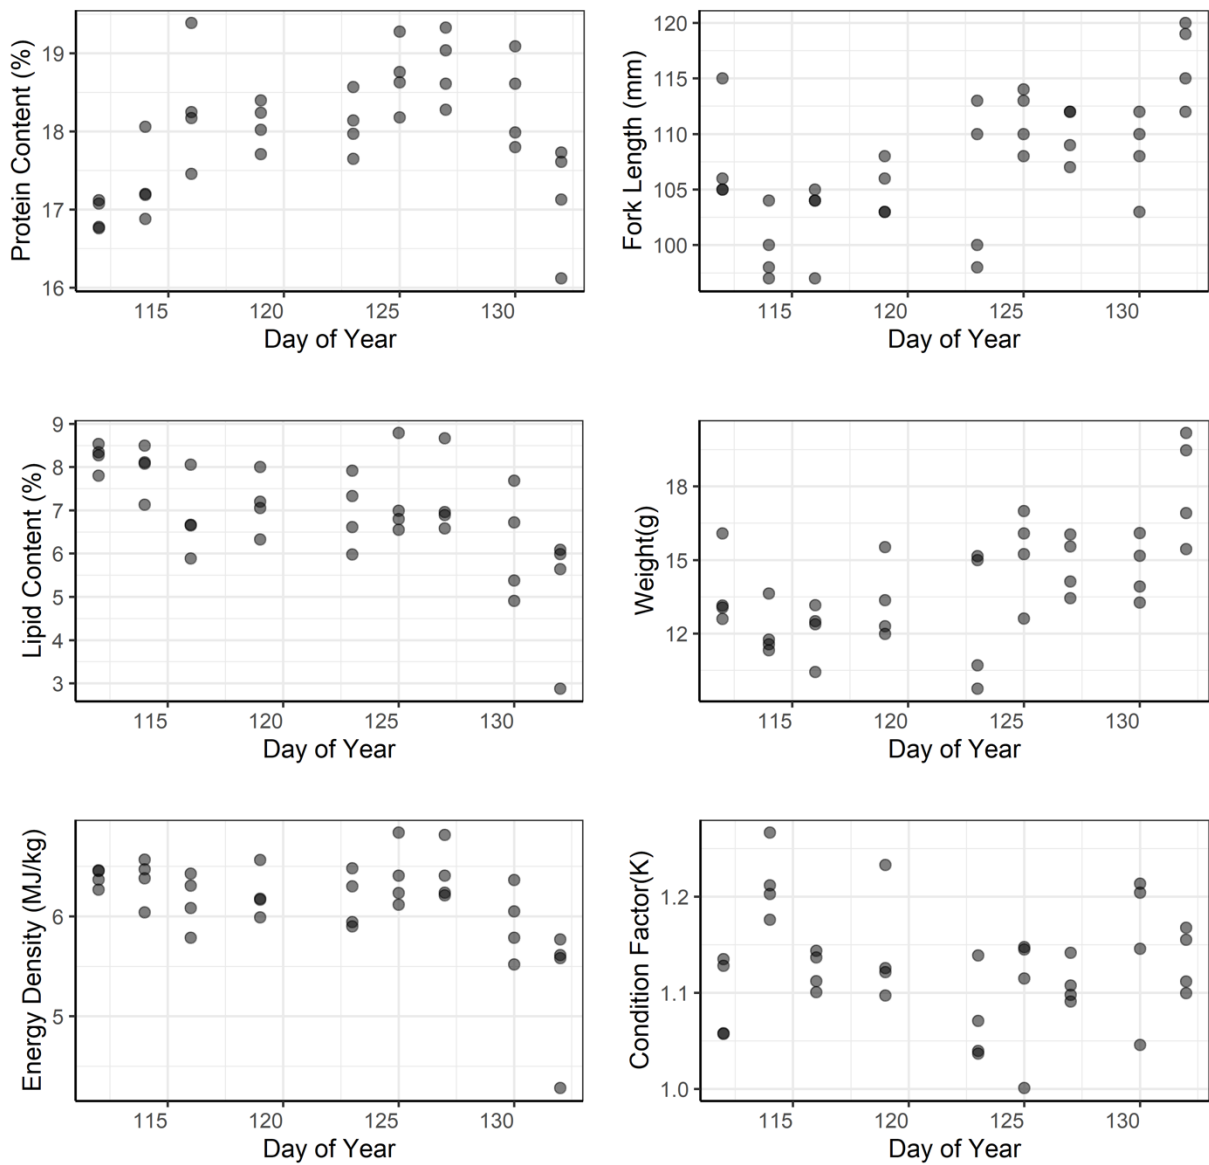 Protein Content (%)
19
18
17
16
115 120 125 130
Day of Year
Fork Length (mm)
120
115
110
105
100
115 120 125 130
Day of Year
Lipid Content (%)
9
8
7
6
5
4
3
115 120 125 130
Day of Year
Weight(g)
18
15
12
115 120 125 130
Day of Year
Energy Density (MJ/kg)
6
5
115 120 125 130
Day of Year
Condition Factor(K)
1.2
1.1
1.0
115 120 125 130
Day of Year